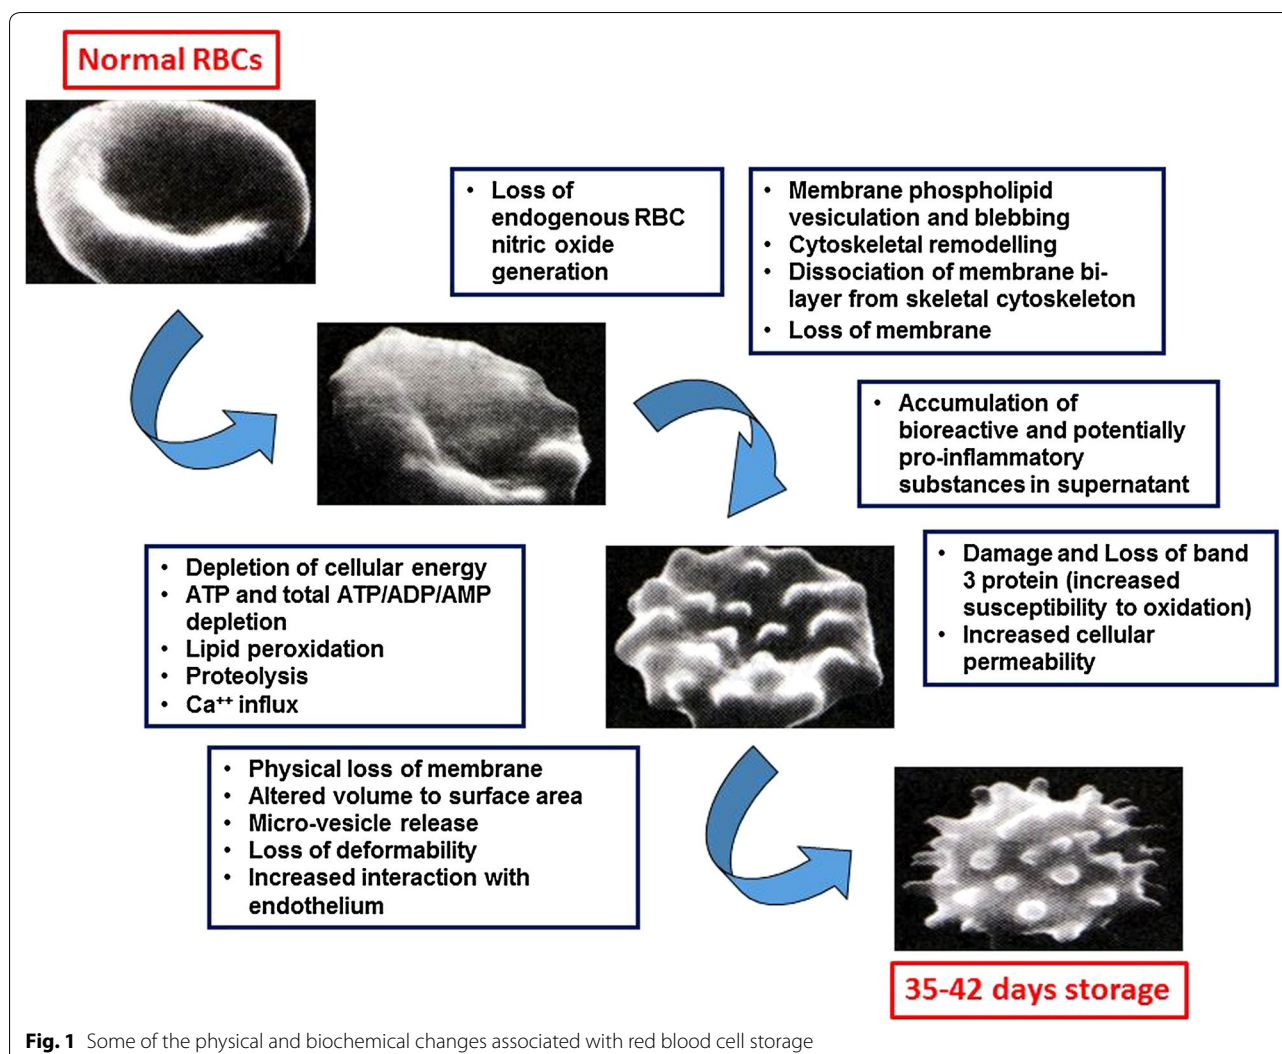 Normal RBCs
• Loss of
endogenous RBC
nitric oxide
generation
• Membrane phospholipid
vesiculation and blebbing
• Cytoskeletal remodelling
• Dissociation of membrane bi-
layer from skeletal cytoskeleton
• Loss of membrane
• Accumulation of
bioreactive and potentially
pro-inflammatory
substances in supernatant
• Depletion of cellular energy
• ATP and total ATP/ADP/AMP
depletion
• Lipid peroxidation
• Proteolysis
• Ca⁺⁺ influx
• Damage and Loss of band
3 protein (increased
susceptibility to oxidation)
• Increased cellular
permeability
• Physical loss of membrane
• Altered volume to surface area
• Micro-vesicle release
• Loss of deformability
• Increased interaction with
endothelium
35-42 days storage
Fig. 1 Some of the physical and biochemical changes associated with red blood cell storage